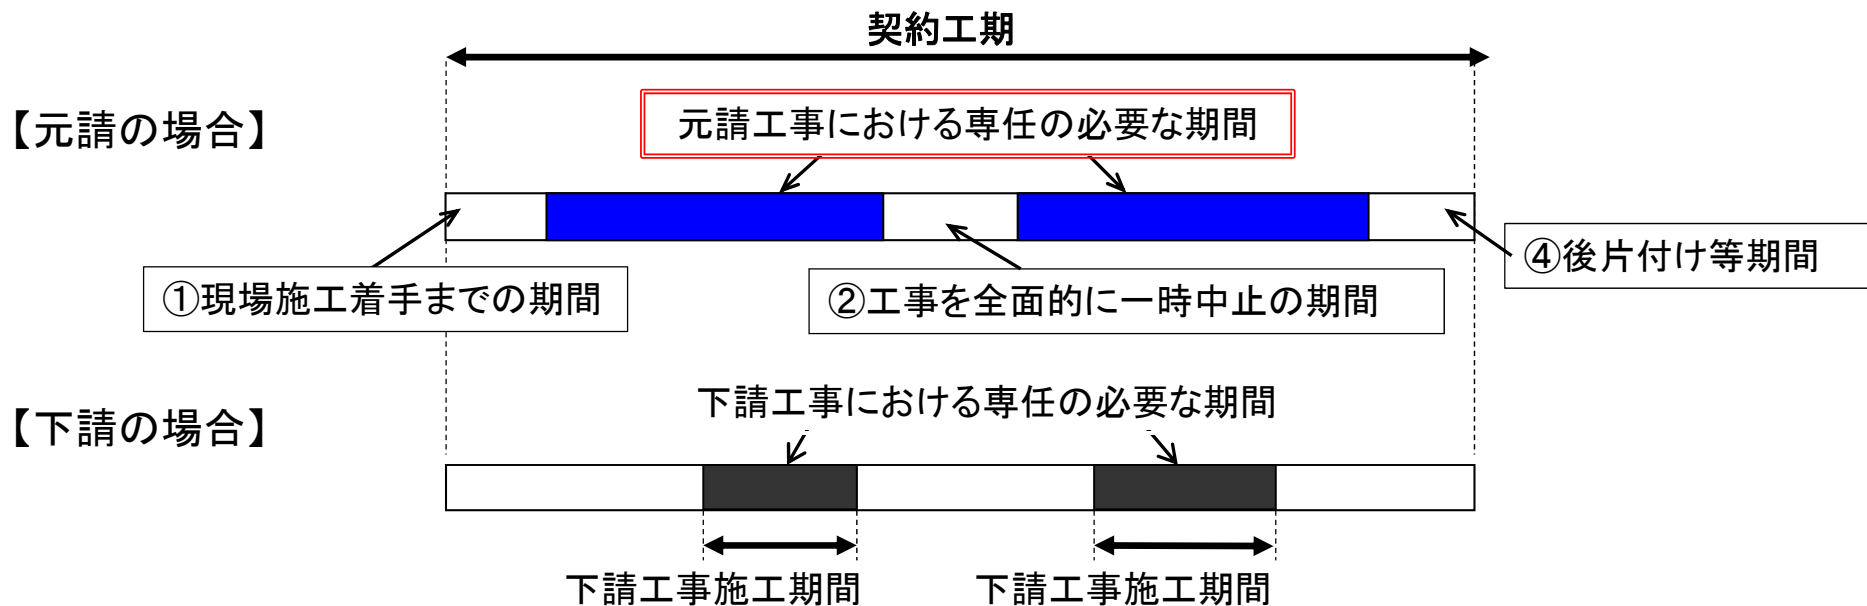 契約工期
【元請の場合】
元請工事における専任の必要な期間
①現場施工着手までの期間
②工事を全面的に一時中止の期間
④後片付け等期間
【下請の場合】
下請工事における専任の必要な期間
下請工事施工期間
下請工事施工期間